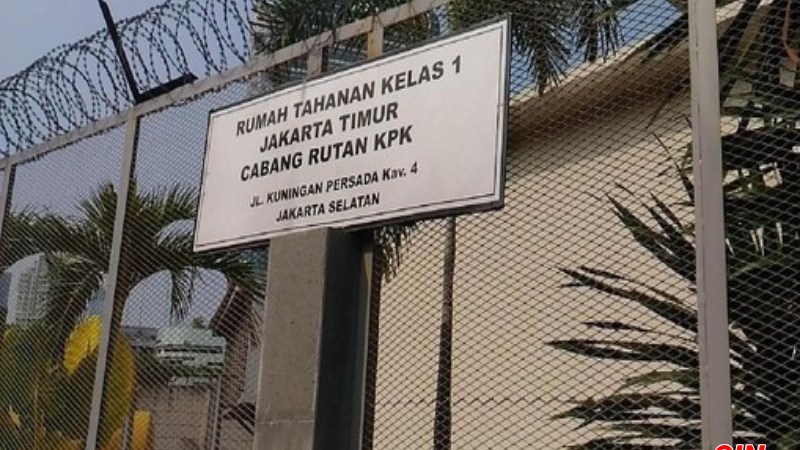 RUMAH TAHANAN KELAS 1
JAKARTA TIMUR
CABANG RUTAN KPK
JL. KUNINGAN PERSADA Kav. 4
JAKARTA SELATAN